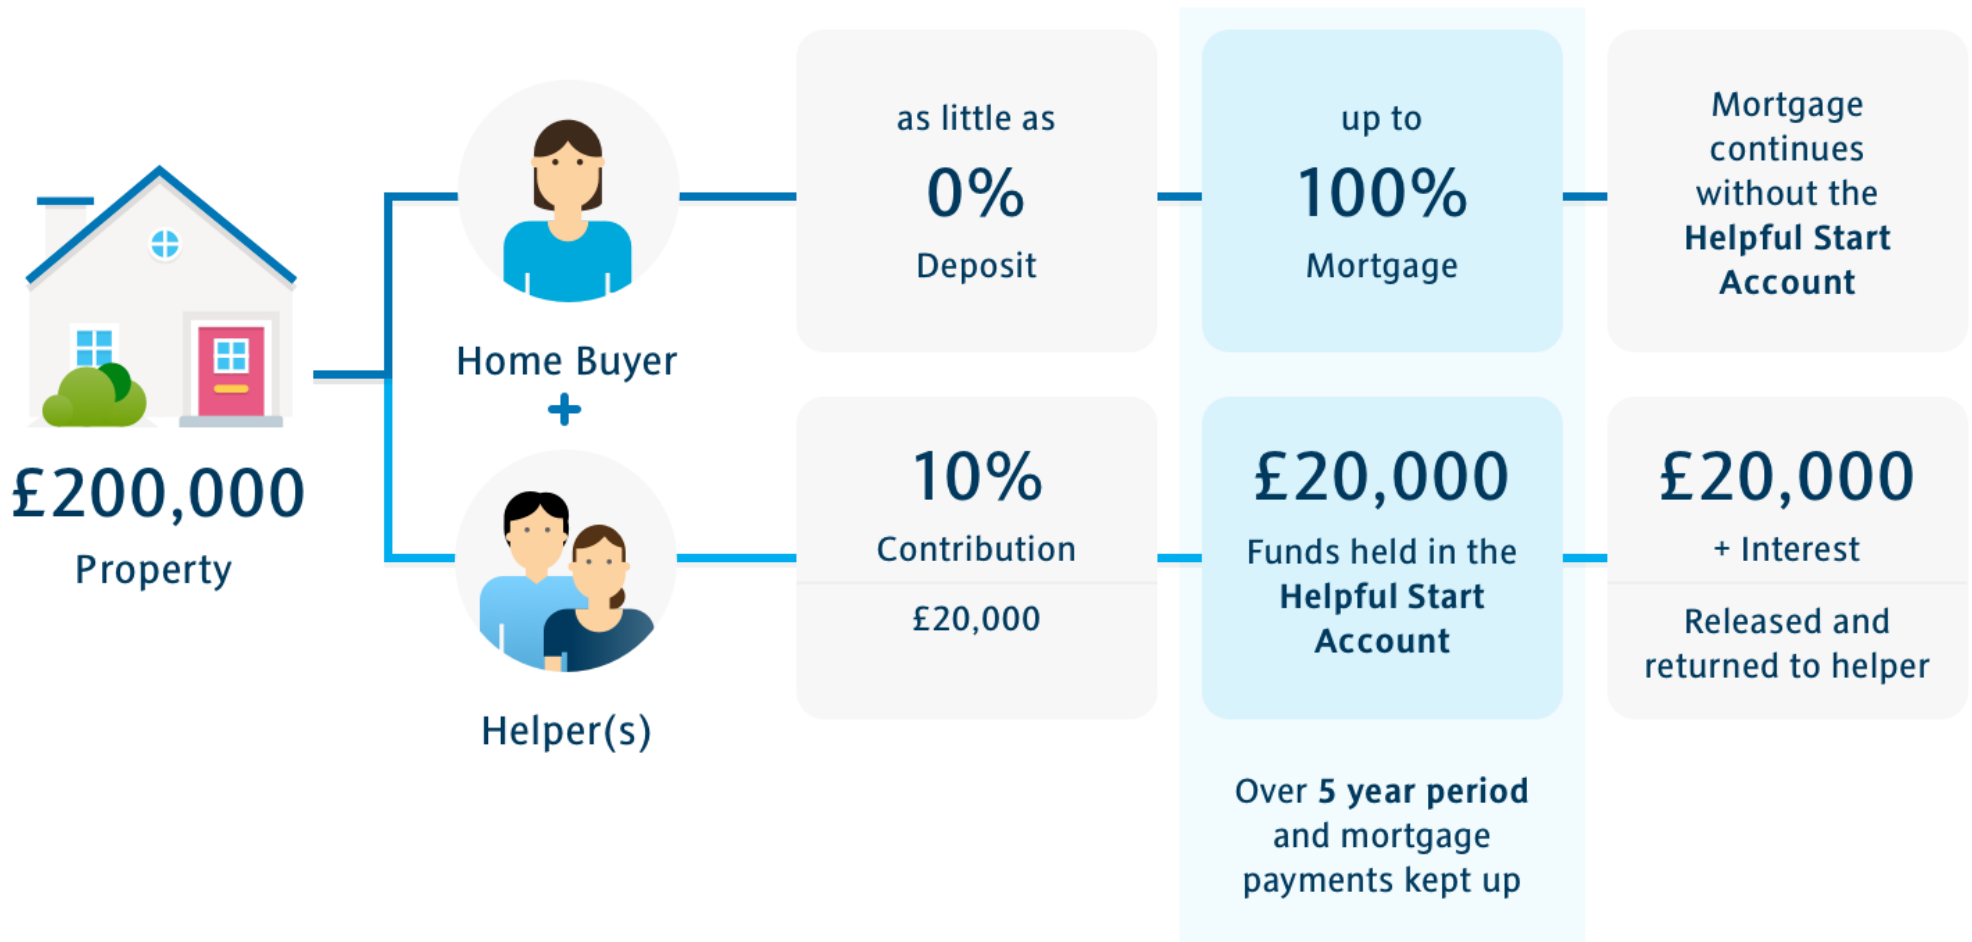 £200,000
Property
Home Buyer
+
Helper(s)
as little as
0%
Deposit
up to
100%
Mortgage
Mortgage
continues
without the
Helpful Start
Account
10%
Contribution
£20,000
£20,000
Funds held in the
Helpful Start
Account
£20,000
+ Interest
Released and
returned to helper
Over 5 year period
and mortgage
payments kept up